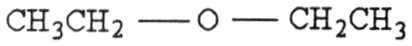 CH₃CH₂ — O — CH₂CH₃